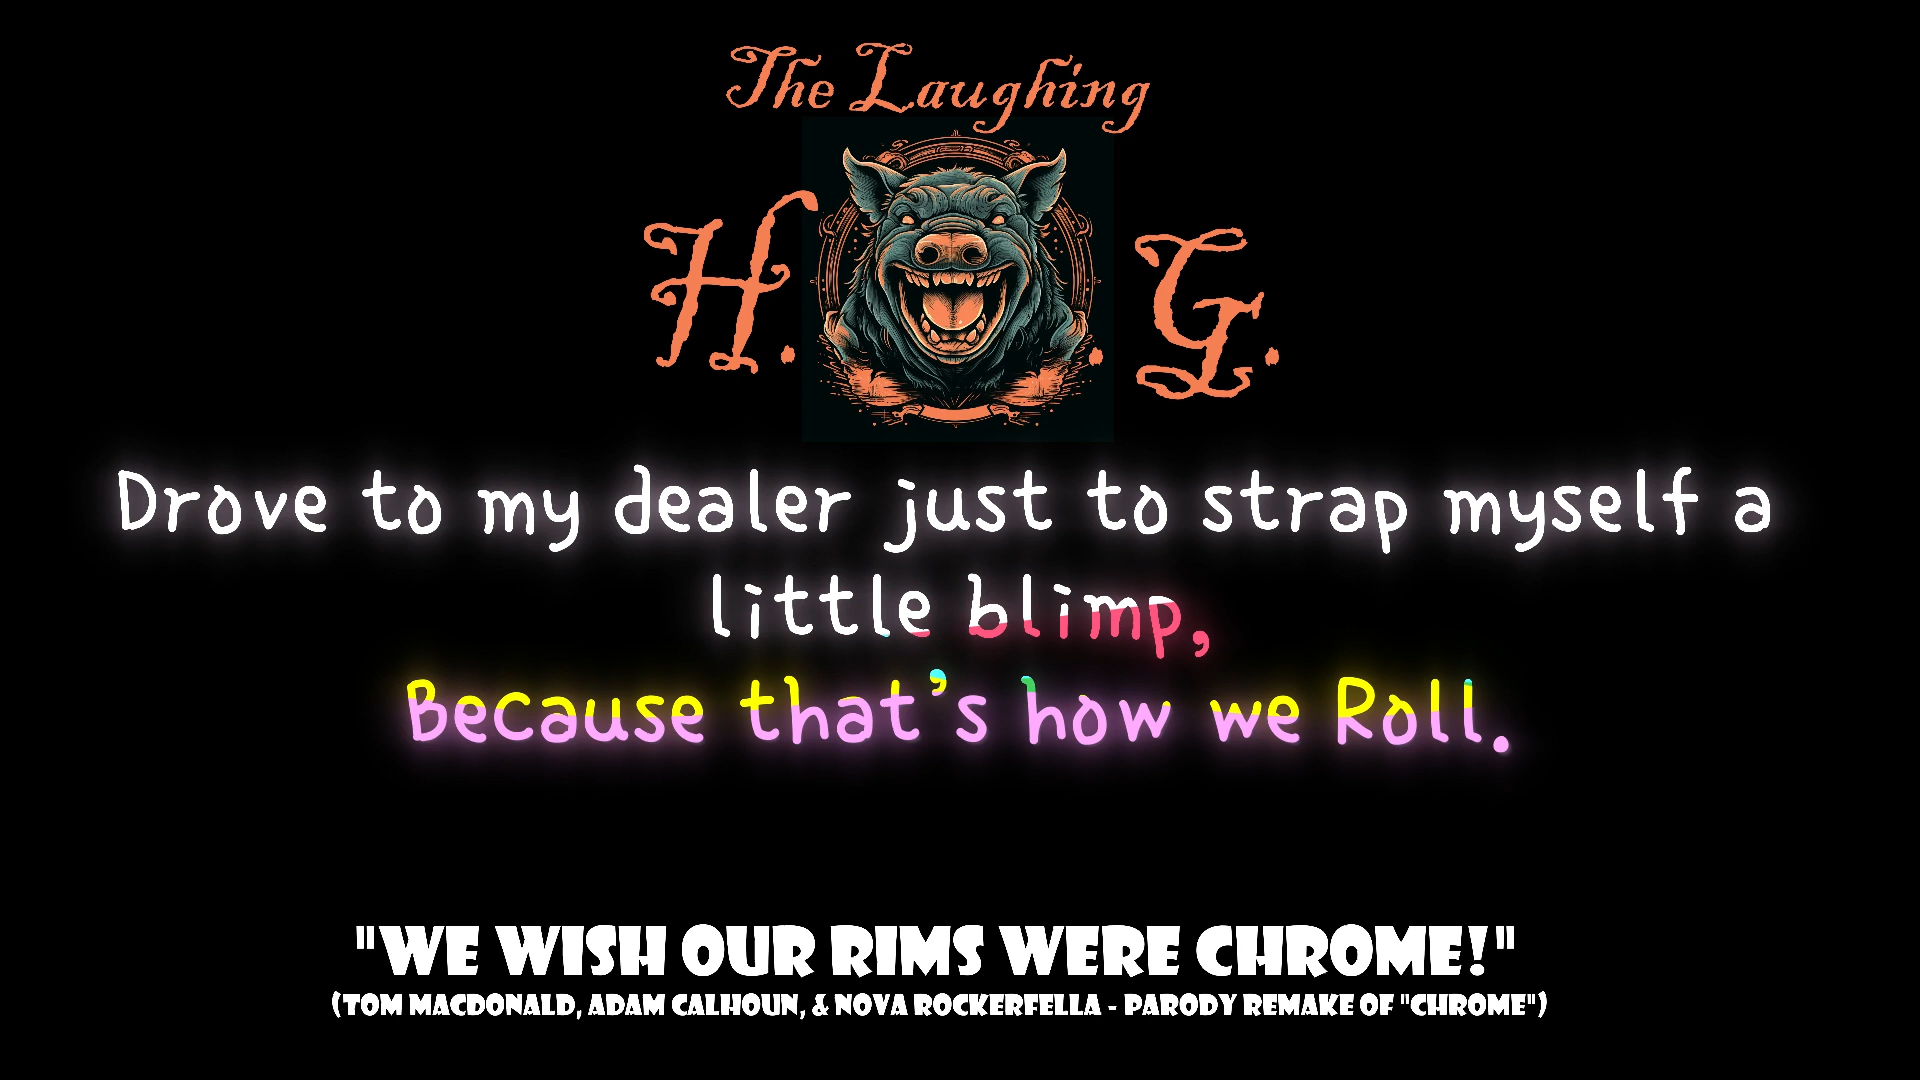 The Laughing
H. . G.
Drove to my dealer just to strap myself a
little blimp,
Because that's how we Roll.
"WE WISH OUR RIMS WERE CHROME!"
(TOM MACDONALD, ADAM CALHOUN, & NOVA ROCKERFELLA - PARODY REMAKE OF "CHROME")